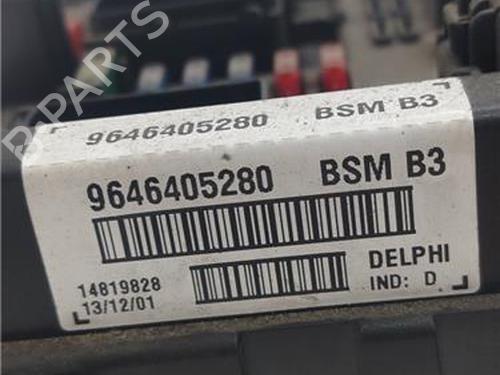 B-PARTS
9646405280 BSM B3
9646405280 BSM B3
14819828 DELPHI
13/12/01 IND: D